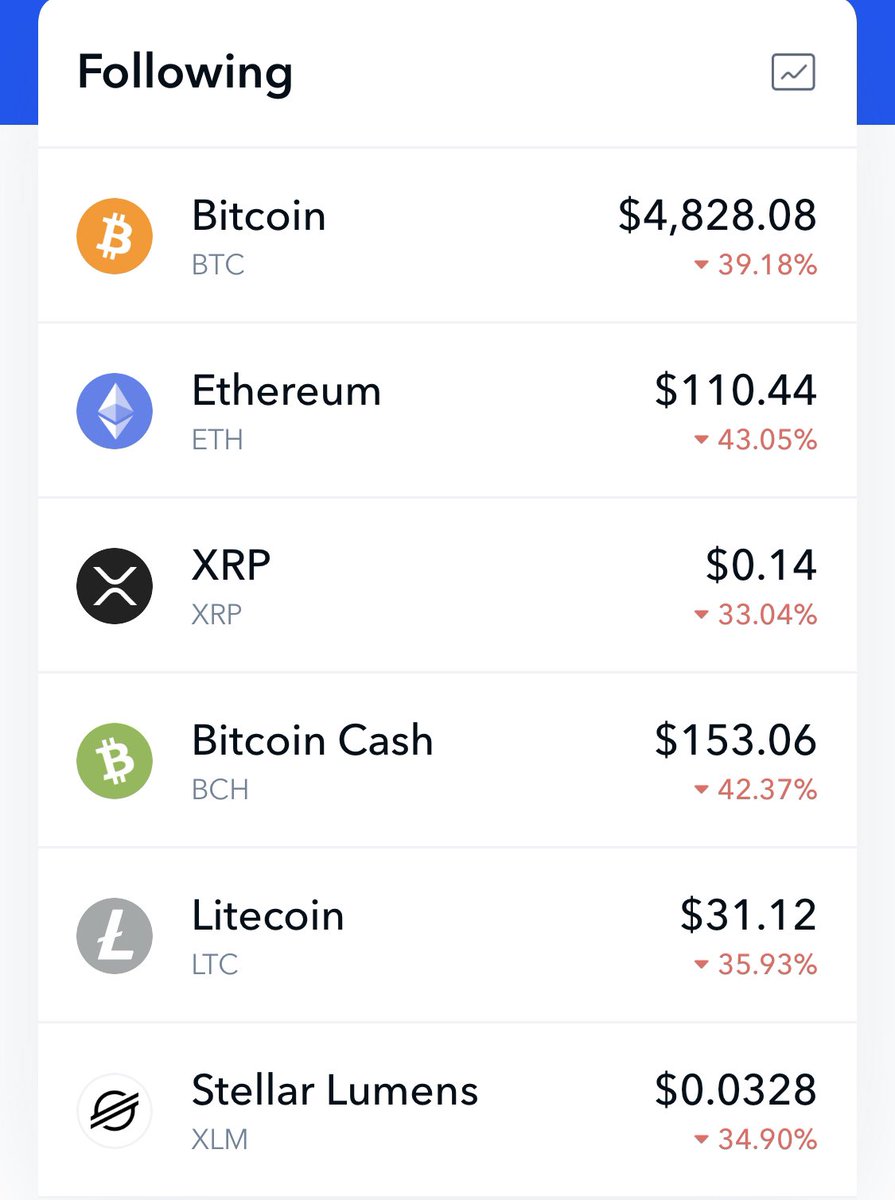 Following
Bitcoin $4,828.08
BTC 39.18%
Ethereum $110.44
ETH 43.05%
XRP $0.14
XRP 33.04%
Bitcoin Cash $153.06
BCH 42.37%
Litecoin $31.12
LTC 35.93%
Stellar Lumens $0.0328
XLM 34.90%